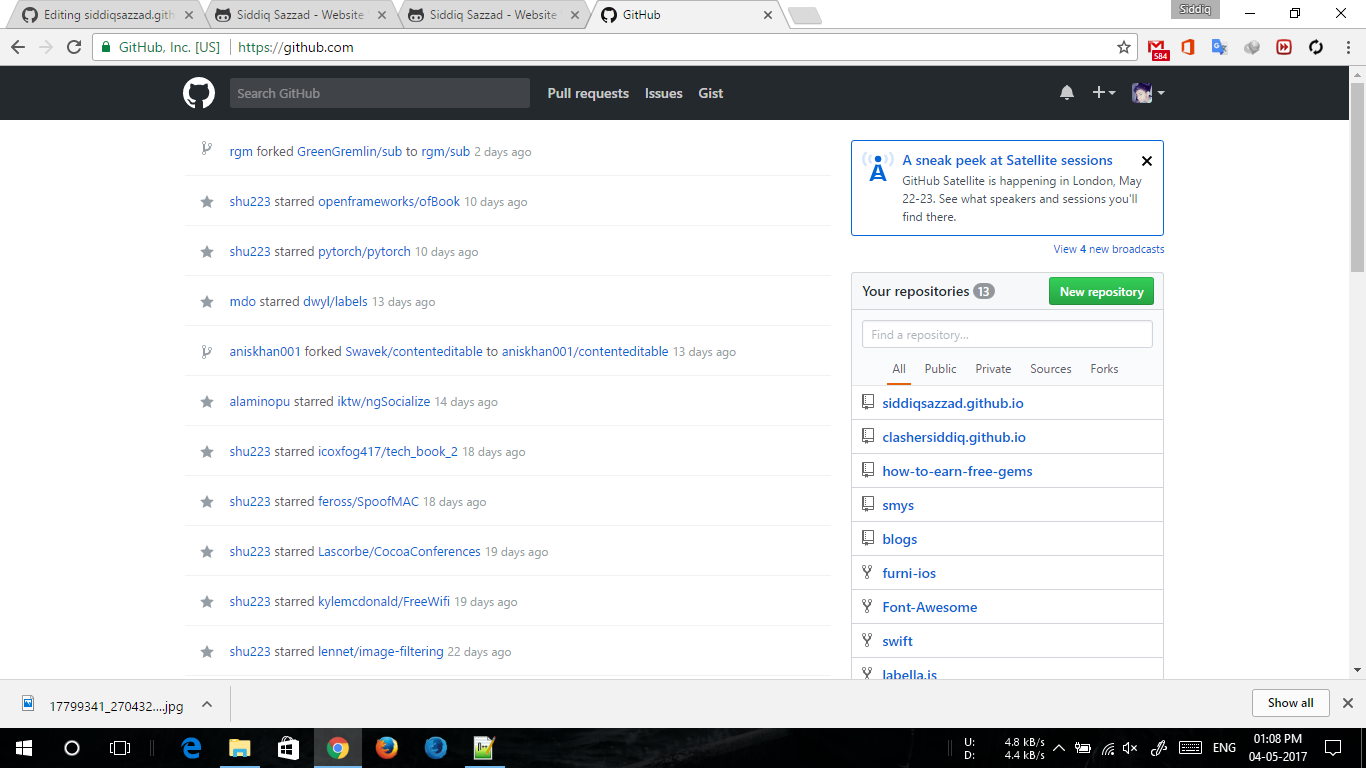 Editing siddiqsazzad.gith
Siddiq Sazzad - Website
Siddiq Sazzad - Website
GitHub
Siddiq
GitHub, Inc. [US]
https://github.com
584
Search GitHub
Pull requests
Issues
Gist
rgm forked GreenGremlin/sub to rgm/sub 2 days ago
shu223 starred openframeworks/ofBook 10 days ago
shu223 starred pytorch/pytorch 10 days ago
mdo starred dwyl/labels 13 days ago
aniskhan001 forked Swavek/contenteditable to aniskhan001/contenteditable 13 days ago
alaminopu starred iktw/ngSocialize 14 days ago
shu223 starred icoxfog417/tech_book_2 18 days ago
shu223 starred feross/SpoofMAC 18 days ago
shu223 starred Lascorbe/CocoaConferences 19 days ago
shu223 starred kylemcdonald/FreeWifi 19 days ago
shu223 starred lennet/image-filtering 22 days ago
A sneak peek at Satellite sessions
GitHub Satellite is happening in London, May
22-23. See what speakers and sessions you'll
find there.
View 4 new broadcasts
Your repositories 13
New repository
Find a repository...
All
Public
Private
Sources
Forks
siddiqsazzad.github.io
clashersiddiq.github.io
how-to-earn-free-gems
smys
blogs
furni-ios
Font-Awesome
swift
labella.js
17799341_270432....jpg
Show all
U: 4.8 kB/s
D: 4.4 kB/s
ENG
01:08 PM
04-05-2017